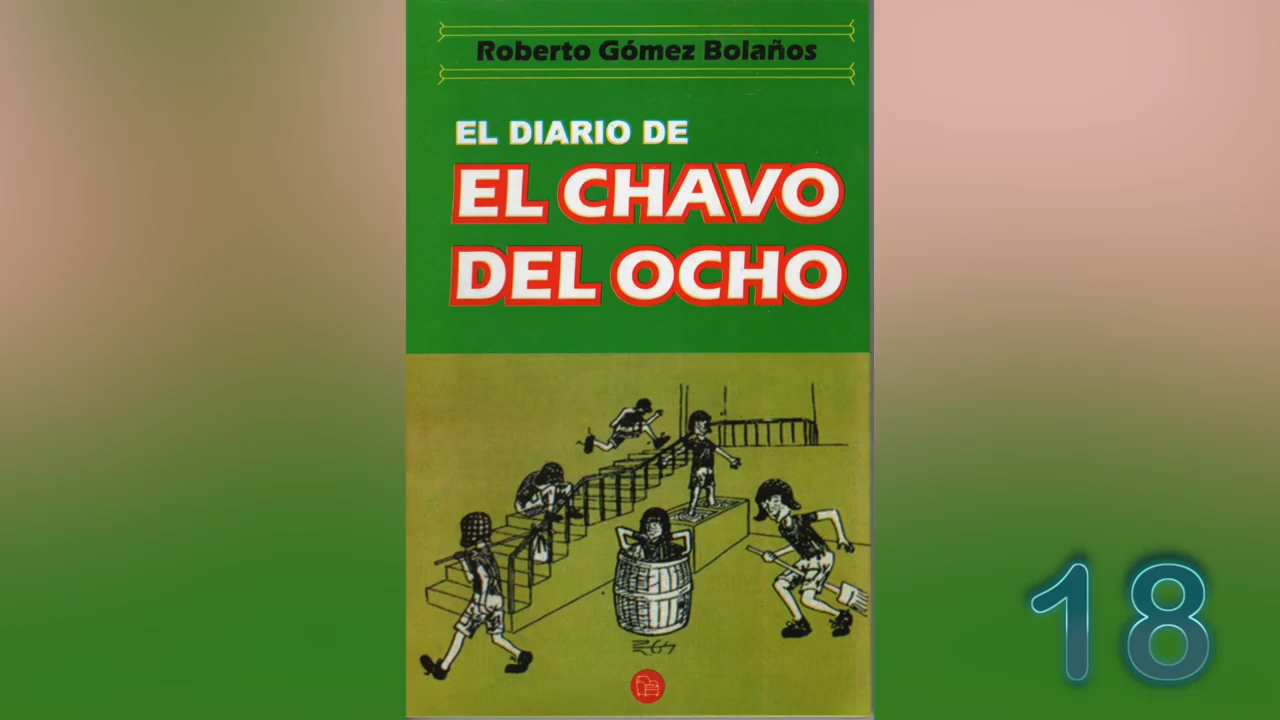 Roberto Gómez Bolaños
EL DIARIO DE
EL CHAVO
DEL OCHO
18